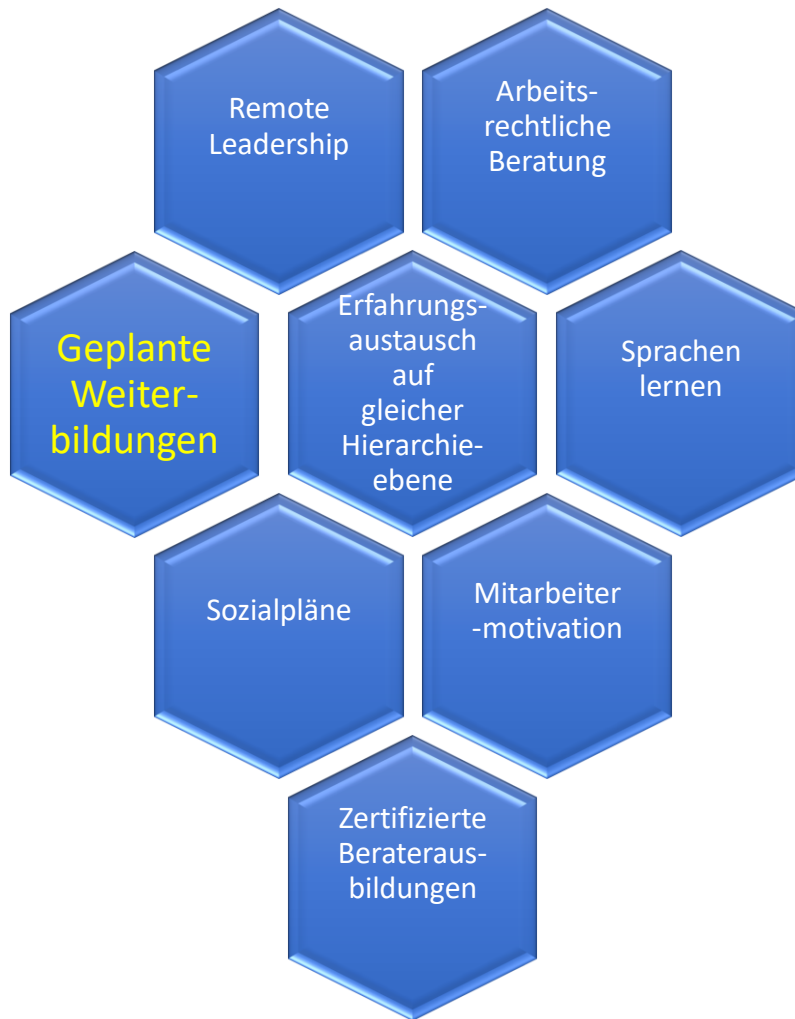 Remote
Leadership
Arbeits-
rechtliche
Beratung
Geplante
Weiter-
bildungen
Erfahrungs-
austausch
auf
gleicher
Hierarchie-
ebene
Sprachen
lernen
Sozialpläne
Mitarbeiter
-motivation
Zertifizierte
Berateraus-
bildungen